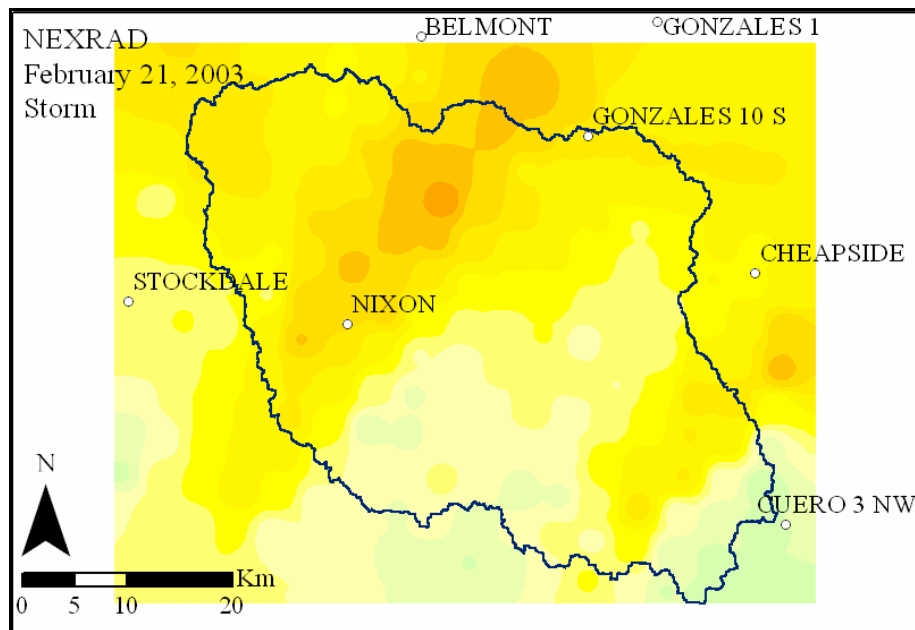 NEXRAD
February 21, 2003
Storm
BELMONT
GONZALES 1
GONZALES 10 S
CHEAPSIDE
STOCKDALE
NIXON
CUERO 3 NW
N
Km
0 5 10 20